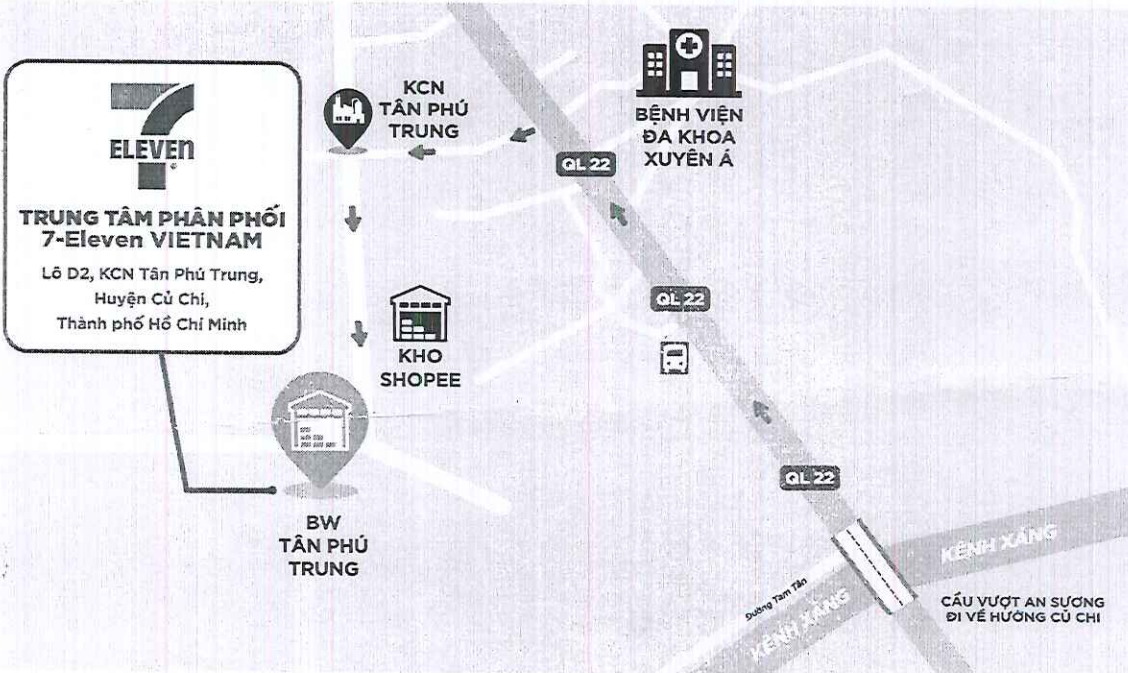 7
ELEVEn
TRUNG TÂM PHÂN PHỐI
7-Eleven VIETNAM
Lô D2, KCN Tân Phú Trung,
Huyện Củ Chi,
Thành phố Hồ Chí Minh
KCN
TÂN PHÚ
TRUNG
BỆNH VIỆN
ĐA KHOA
XUYÊN Á
QL 22
QL 22
KHO
SHOPEE
QL 22
BW
TÂN PHÚ
TRUNG
KÊNH XÁNG
Đường Tam Tân
KÊNH XÁNG
CẦU VƯỢT AN SƯƠNG
ĐI VỀ HƯỚNG CỦ CHI